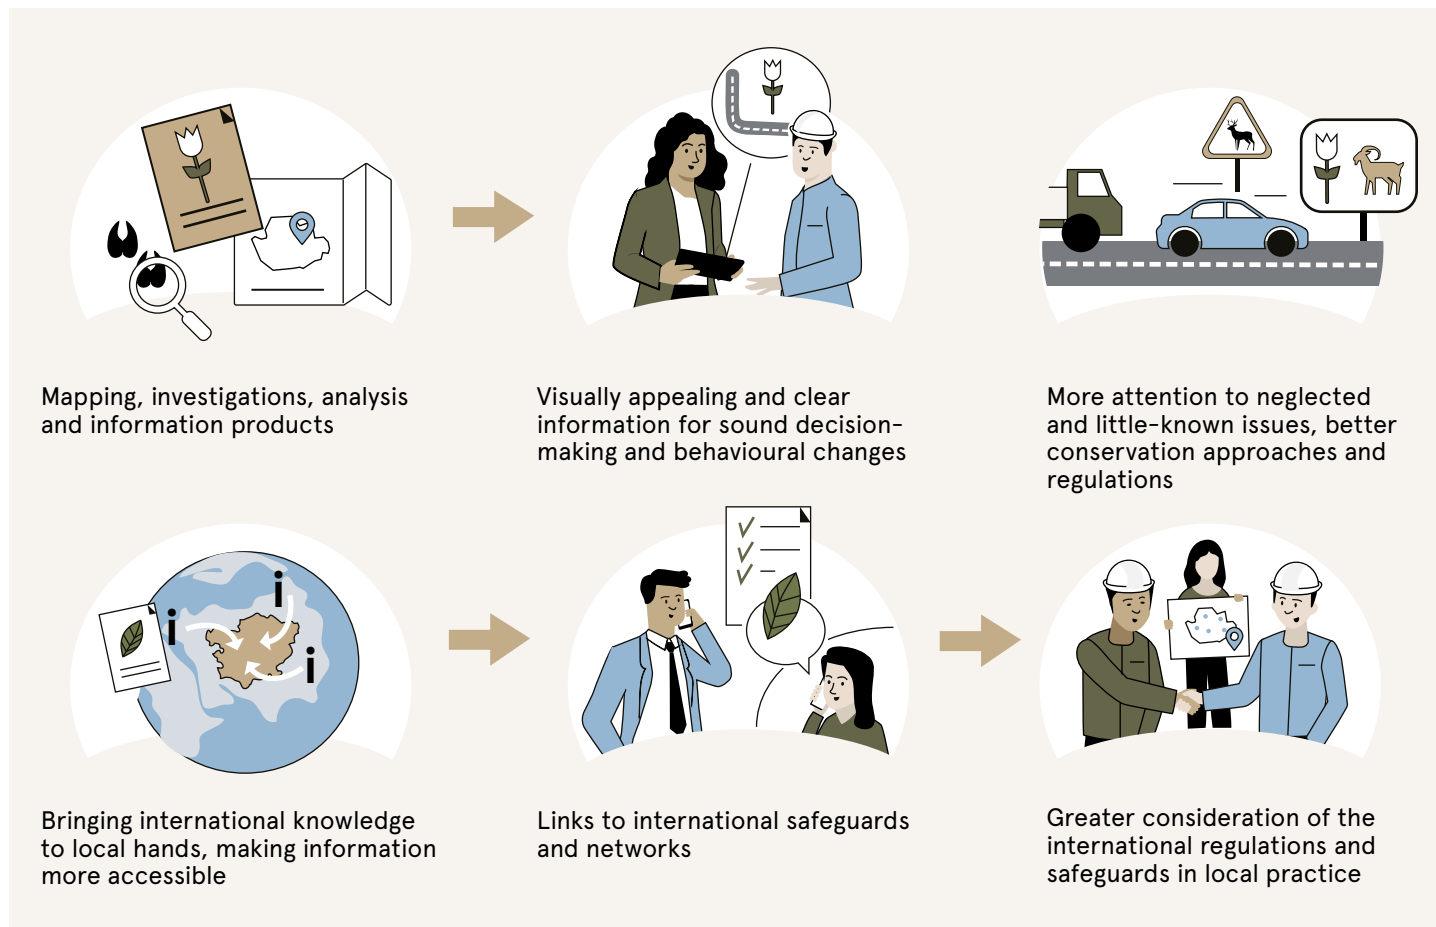 Mapping, investigations, analysis
and information products
Visually appealing and clear
information for sound decision-
making and behavioural changes
More attention to neglected
and little-known issues, better
conservation approaches and
regulations
i
i
i
Bringing international knowledge
to local hands, making information
more accessible
Links to international safeguards
and networks
Greater consideration of the
international regulations and
safeguards in local practice